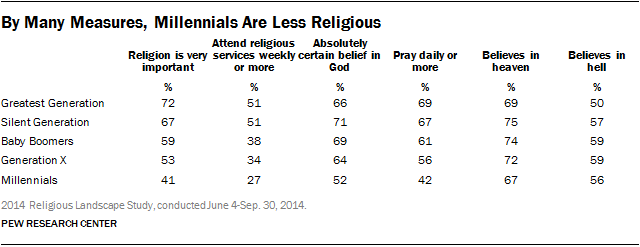 By Many Measures, Millennials Are Less Religious
Religion is very important
Attend religious services weekly or more
Absolutely certain belief in God
Pray daily or more
Believes in heaven
Believes in hell
% % % % % %
Greatest Generation 72 51 66 69 69 50
Silent Generation 67 51 71 67 75 57
Baby Boomers 59 38 69 61 74 59
Generation X 53 34 64 56 72 59
Millennials 41 27 52 42 67 56
2014 Religious Landscape Study, conducted June 4-Sep. 30, 2014.
PEW RESEARCH CENTER